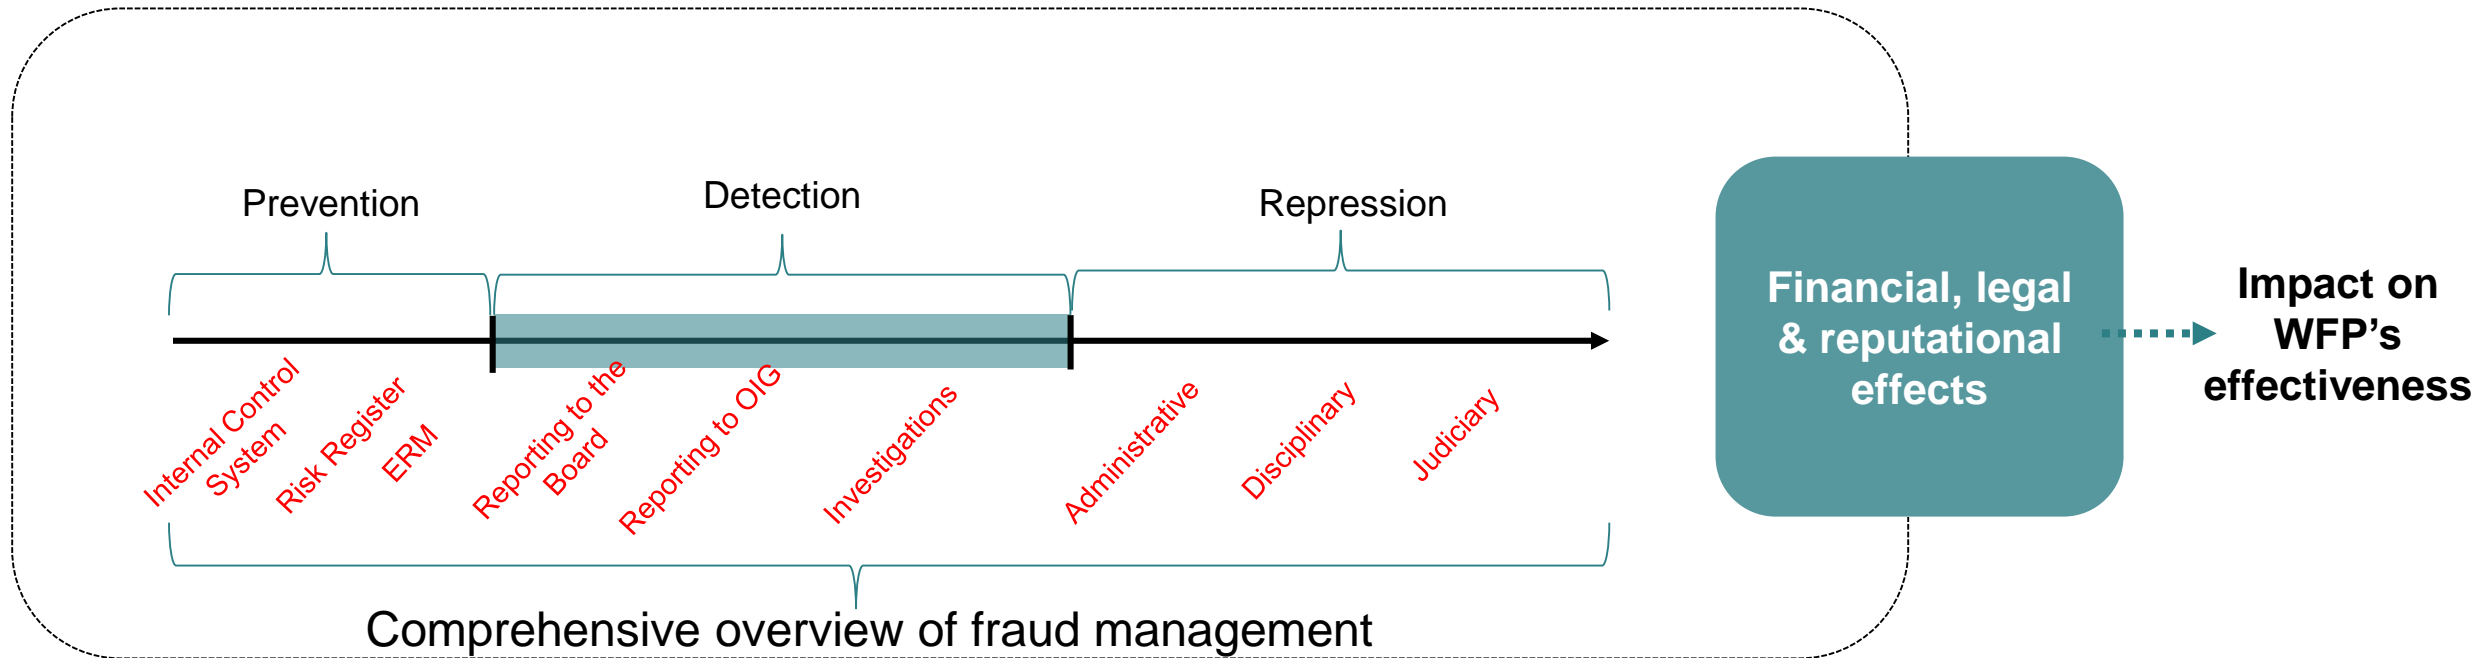 Prevention
Detection
Repression
Internal Control
System
Risk Register
ERM
Reporting to the
Board
Reporting to OIG
Investigations
Administrative
Disciplinary
Judiciary
Financial, legal
& reputational
effects
Impact on
WFP’s
effectiveness
Comprehensive overview of fraud management